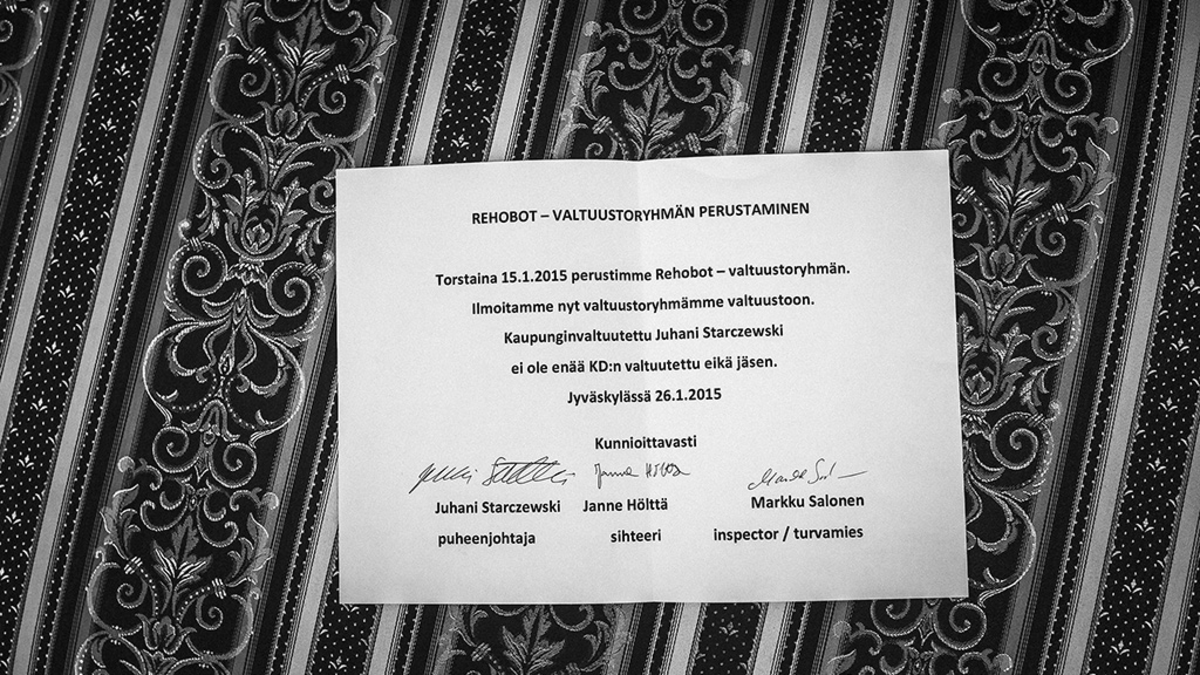 REHOBOT – VALTUUSTORYHMÄN PERUSTAMINEN
Torstaina 15.1.2015 perustimme Rehobot – valtuustoryhmän.
Ilmoitamme nyt valtuustoryhmämme valtuustoon.
Kaupunginvaltuutettu Juhani Starczewski
ei ole enää KD:n valtuutettu eikä jäsen.
Jyväskylässä 26.1.2015
Kunnioittavasti
Janne Hölttä
Juhani Starczewski Janne Hölttä Markku Salonen
puheenjohtaja sihteeri inspector / turvamies